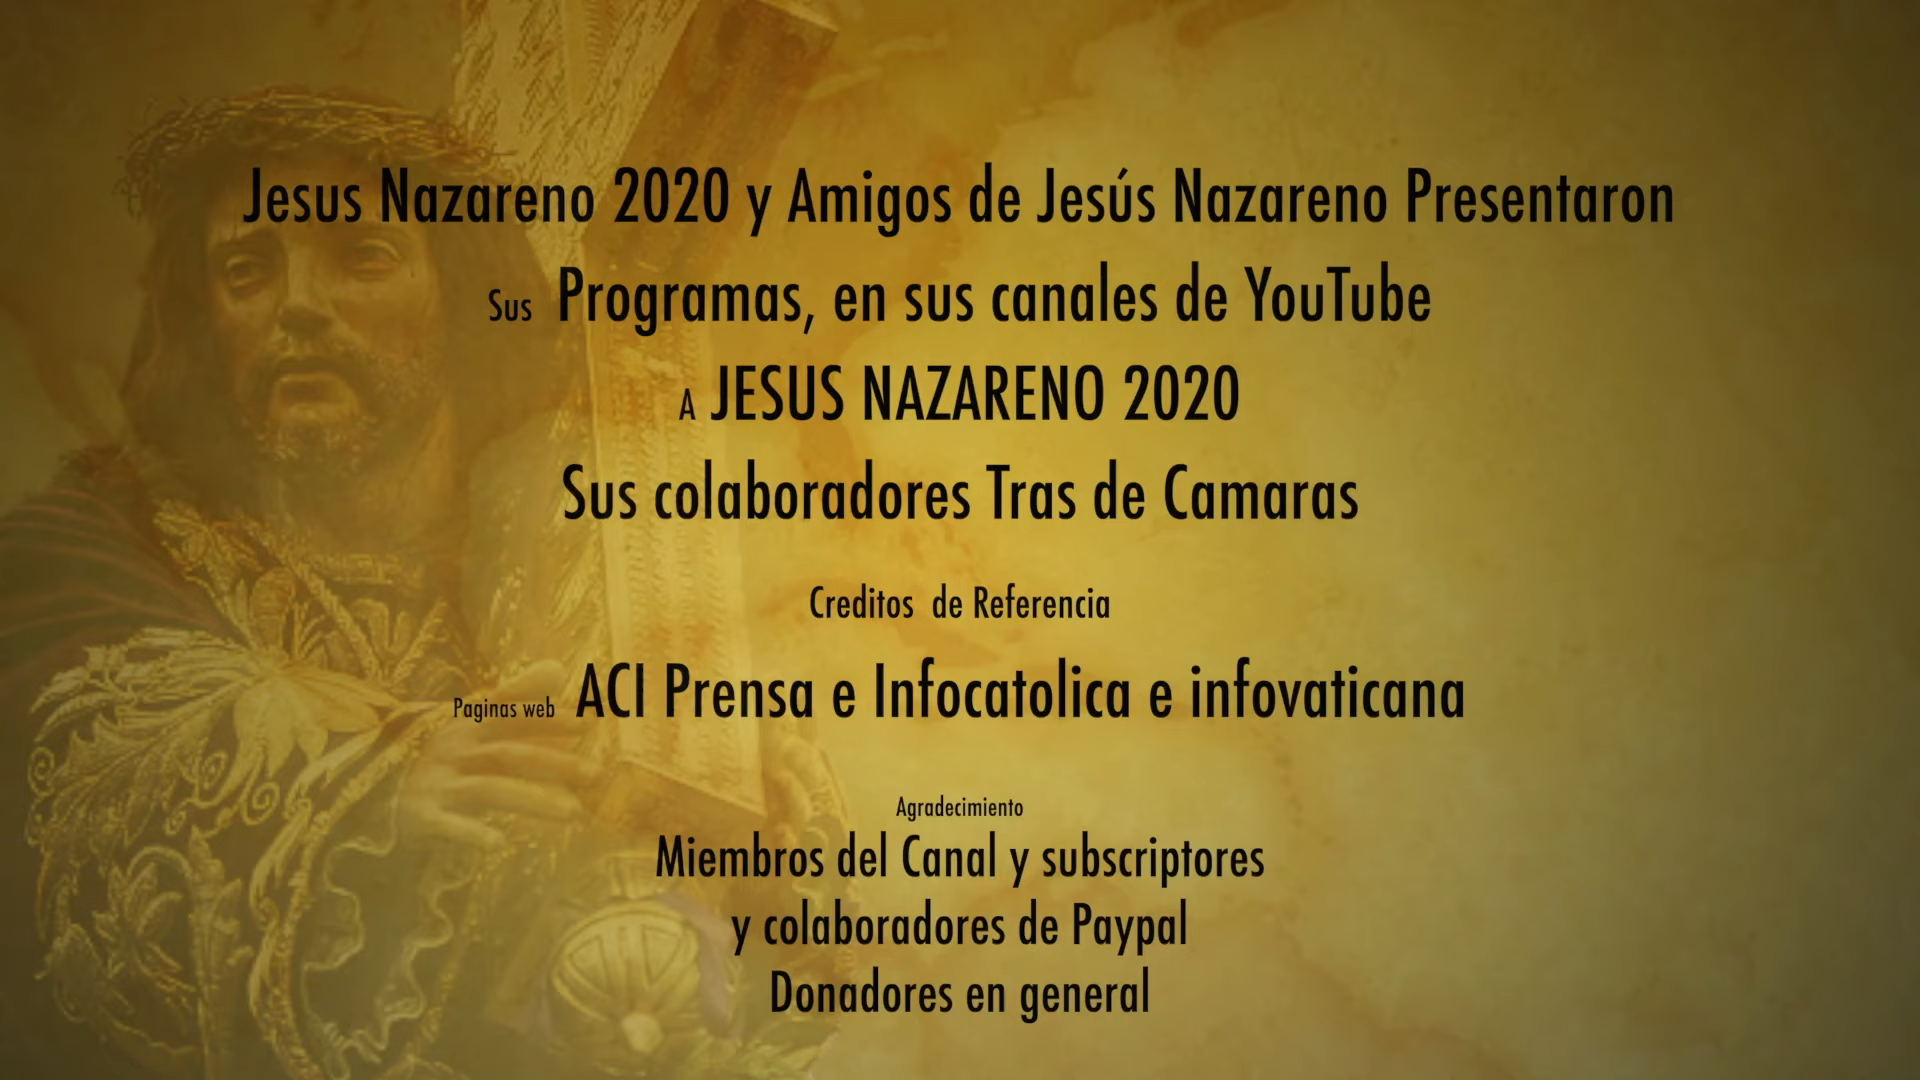 Jesus Nazareno 2020 y Amigos de Jesús Nazareno Presentaron
Sus Programas, en sus canales de YouTube
A JESUS NAZARENO 2020
Sus colaboradores Tras de Camaras
Creditos de Referencia
Paginas web ACI Prensa e Infocatolica e infovaticana
Agradecimiento
Miembros del Canal y subscriptores
y colaboradores de Paypal
Donadores en general